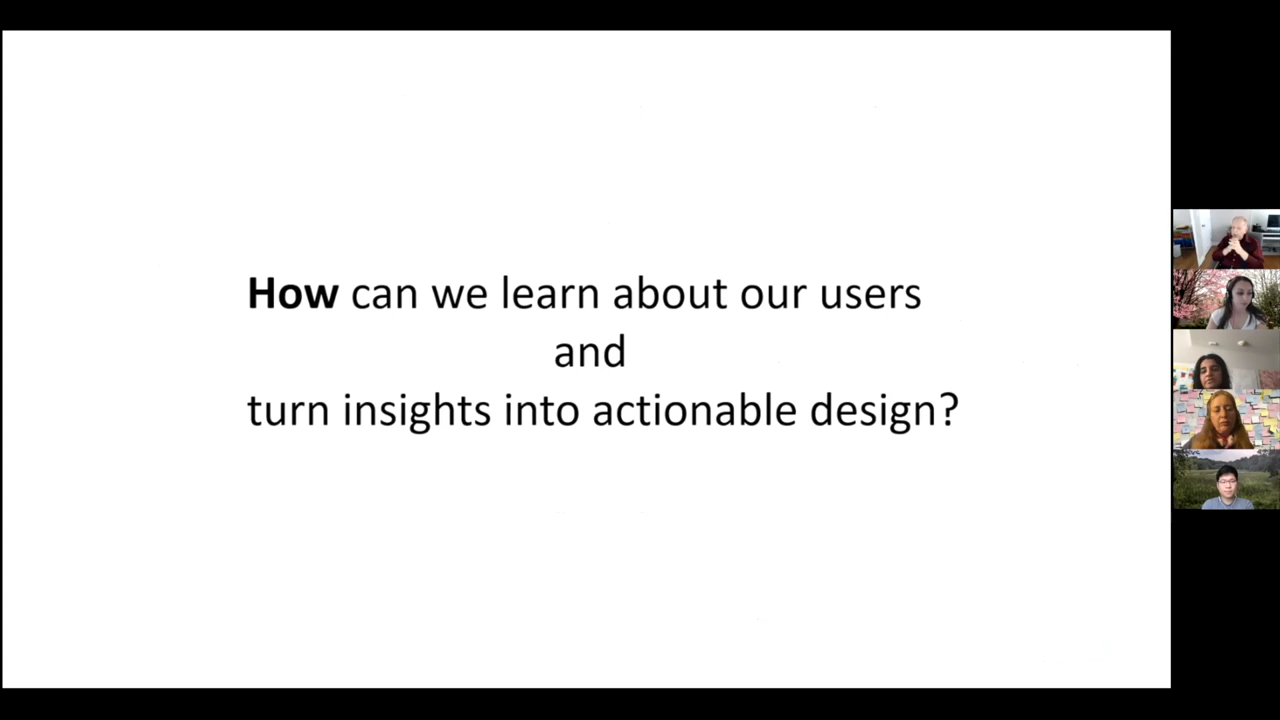 How can we learn about our users
and
turn insights into actionable design?